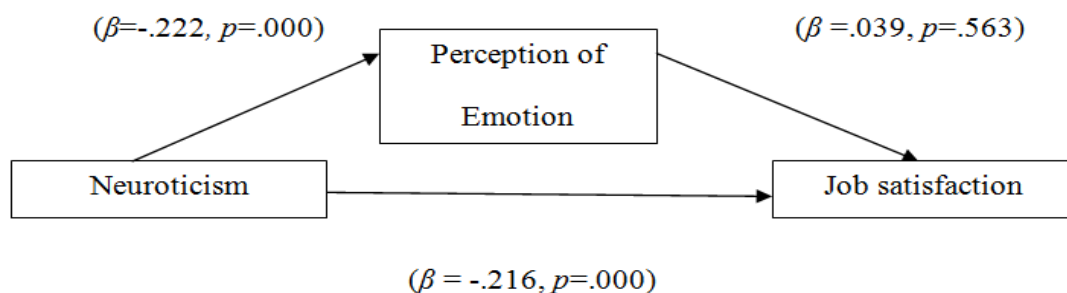 (β=-.222, p=.000)
(β =.039, p=.563)
Perception of
Emotion
Neuroticism
Job satisfaction
(β = -.216, p=.000)